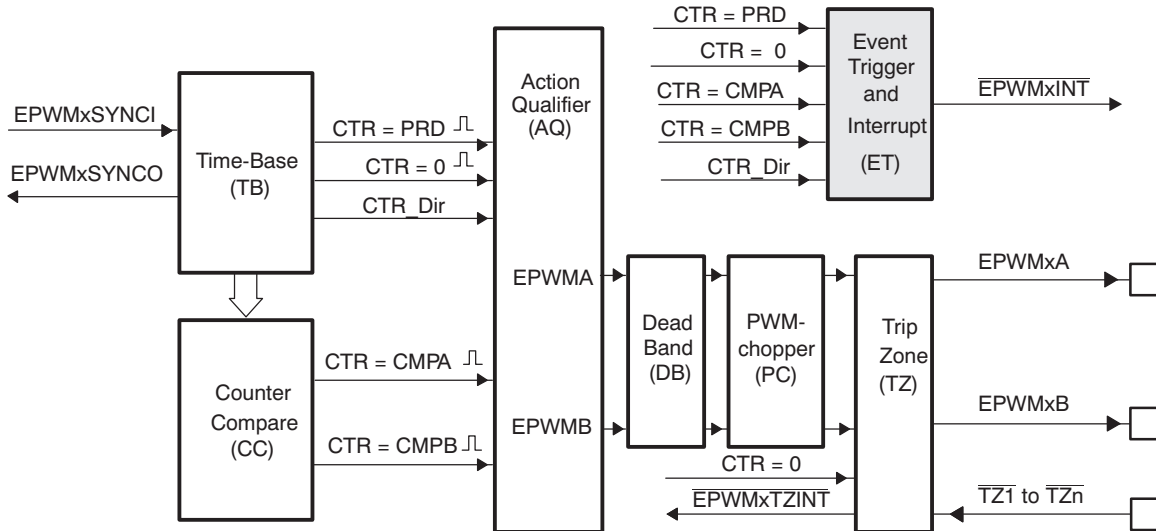 EPWMxSYNCI
EPWMxSYNCO
Time-Base
(TB)
CTR = PRD
CTR = 0
CTR_Dir
Counter
Compare
(CC)
CTR = CMPA
CTR = CMPB
Action
Qualifier
(AQ)
EPWMA
EPWMB
CTR = PRD
CTR = 0
CTR = CMPA
CTR = CMPB
CTR_Dir
Event
Trigger
and
Interrupt
(ET)
EPWMxINT
Dead
Band
(DB)
PWM-
chopper
(PC)
Trip
Zone
(TZ)
CTR = 0
EPWMxTZINT
EPWMxA
EPWMxB
TZ1 to TZn